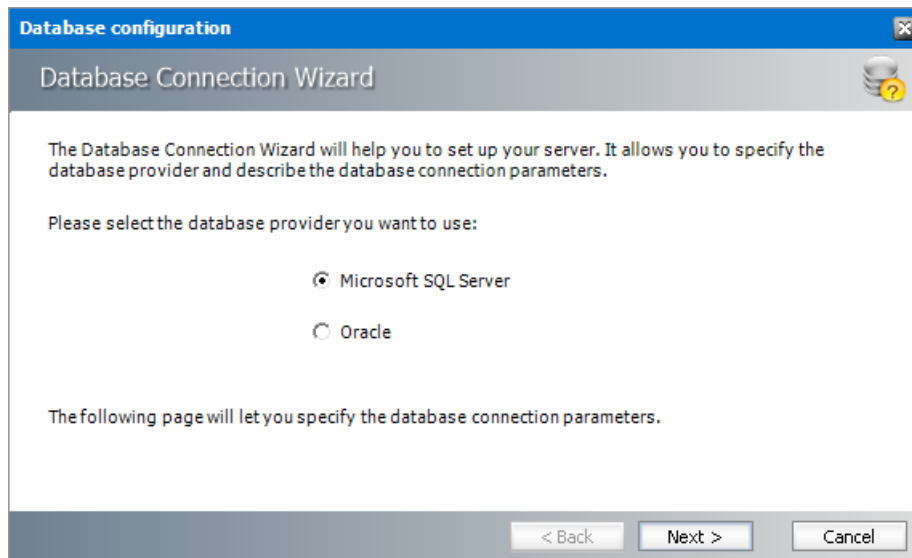 Database configuration
Database Connection Wizard
The Database Connection Wizard will help you to set up your server. It allows you to specify the
database provider and describe the database connection parameters.
Please select the database provider you want to use:
Microsoft SQL Server
Oracle
The following page will let you specify the database connection parameters.
< Back Next > Cancel